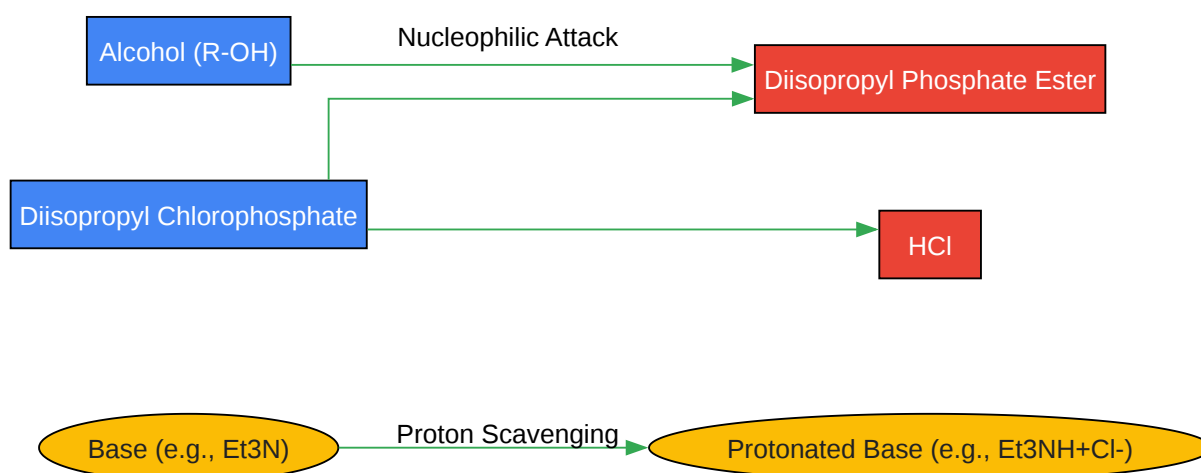 Alcohol (R-OH)
Nucleophilic Attack
Diisopropyl Phosphate Ester
Diisopropyl Chlorophosphate
HCl
Base (e.g., Et3N)
Proton Scavenging
Protonated Base (e.g., Et3NH+Cl-)